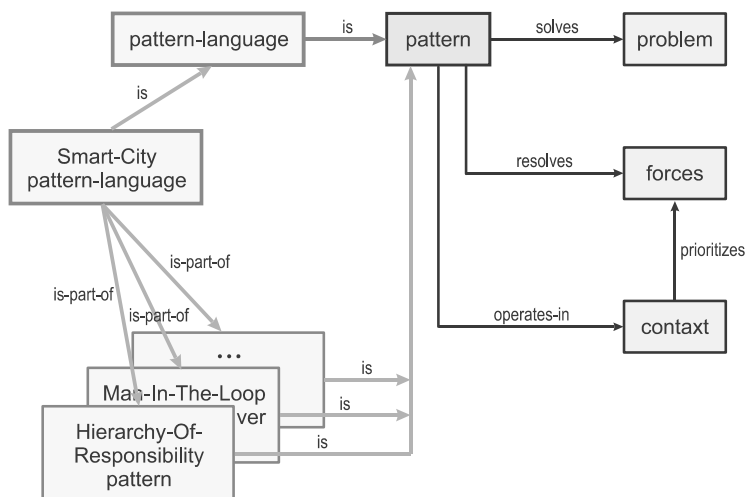 pattern-language
is
pattern
solves
problem
is
Smart-City
pattern-language
resolves
forces
is-part-of
is-part-of
is-part-of
prioritizes
operates-in
contaxt
...
is
Man-In-The-Loop
ver
is
Hierarchy-Of-
Responsibility
pattern
is